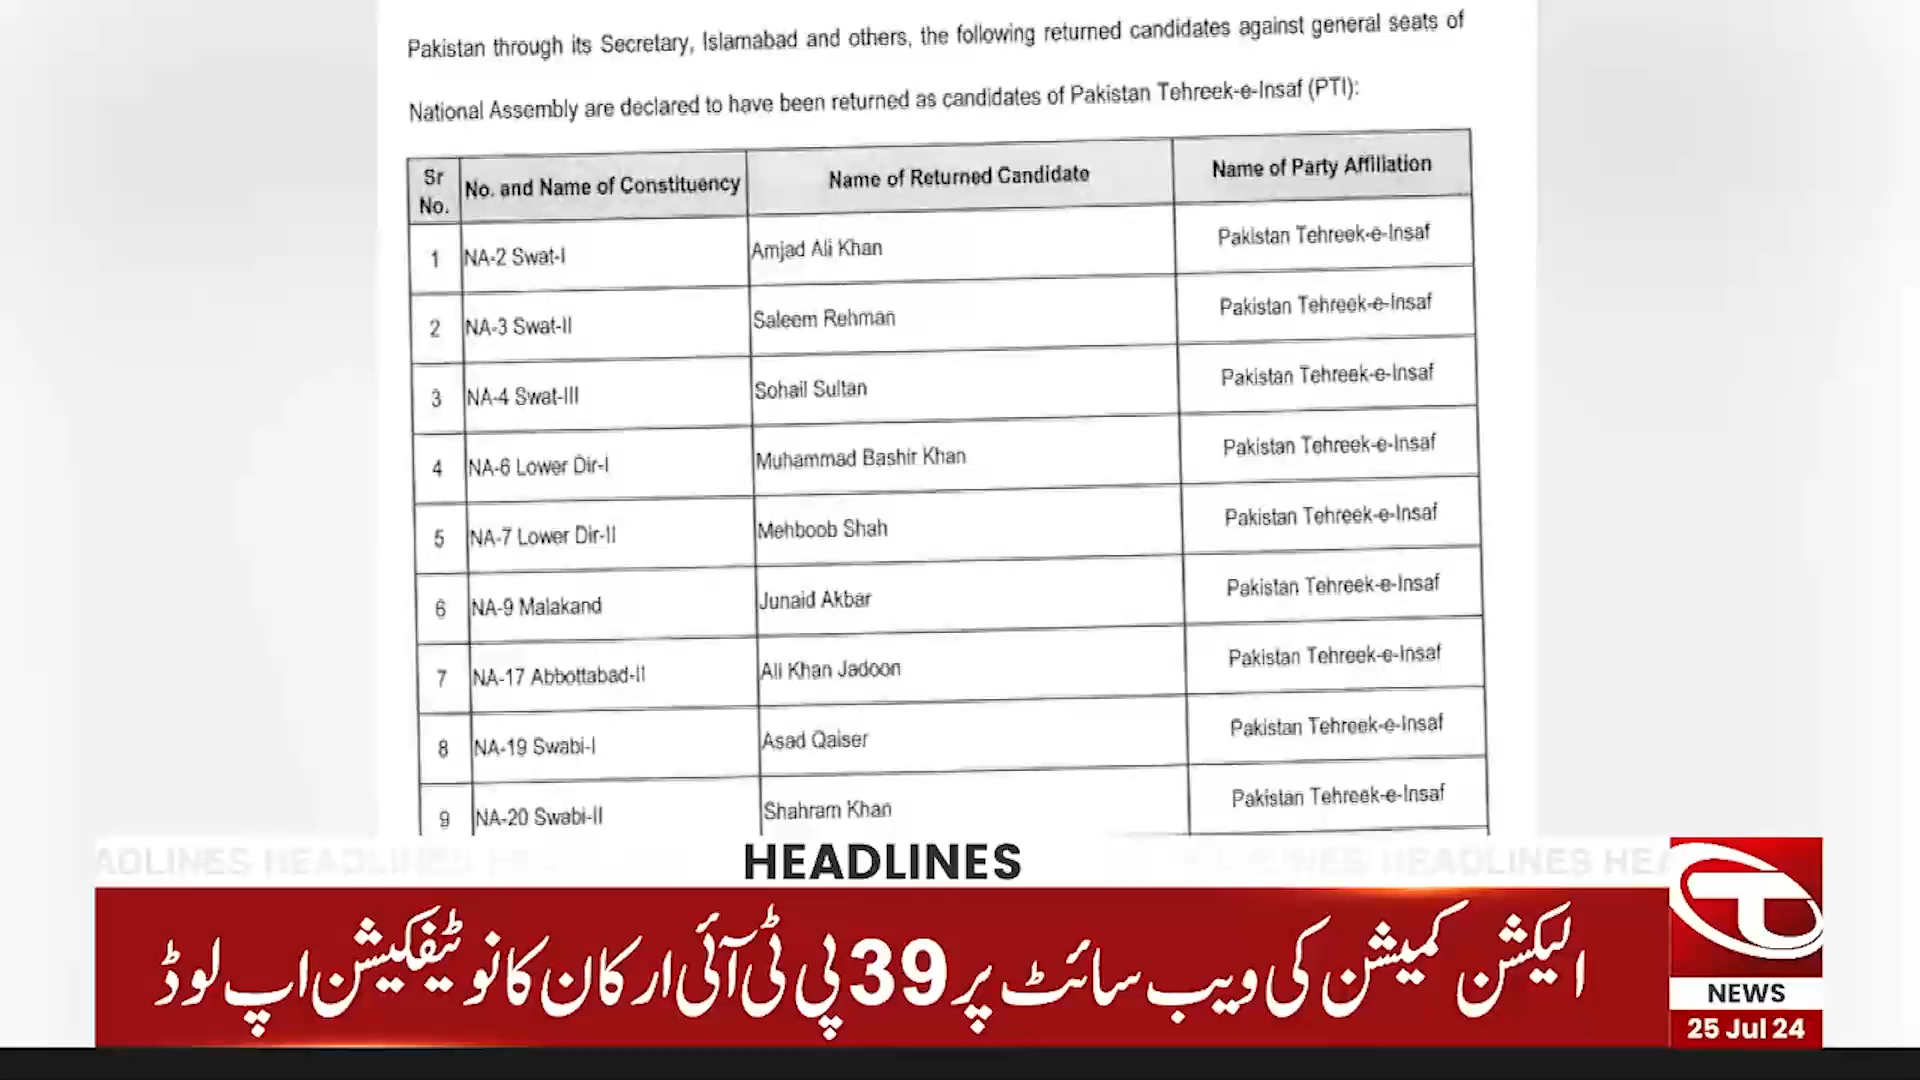 Pakistan through its Secretary, Islamabad and others, the following returned candidates against general seats of
National Assembly are declared to have been returned as candidates of Pakistan Tehreek-e-Insaf (PTI):
Sr No. No. and Name of Constituency Name of Returned Candidate Name of Party Affiliation
1 NA-2 Swat-I Amjad Ali Khan Pakistan Tehreek-e-Insaf
2 NA-3 Swat-II Saleem Rehman Pakistan Tehreek-e-Insaf
3 NA-4 Swat-III Sohail Sultan Pakistan Tehreek-e-Insaf
4 NA-6 Lower Dir-I Muhammad Bashir Khan Pakistan Tehreek-e-Insaf
5 NA-7 Lower Dir-II Mehboob Shah Pakistan Tehreek-e-Insaf
6 NA-9 Malakand Junaid Akbar Pakistan Tehreek-e-Insaf
7 NA-17 Abbottabad-II Ali Khan Jadoon Pakistan Tehreek-e-Insaf
8 NA-19 Swabi-I Asad Qaiser Pakistan Tehreek-e-Insaf
9 NA-20 Swabi-II Shahram Khan Pakistan Tehreek-e-Insaf
ADLINES HEADLINES HEADLINES HEADLINES HEA
الیکشن کمیشن کی ویب سائٹ پر 39 پی ٹی آئی ارکان کا نوٹیفکیشن اپ لوڈ
T
NEWS
25 Jul 24